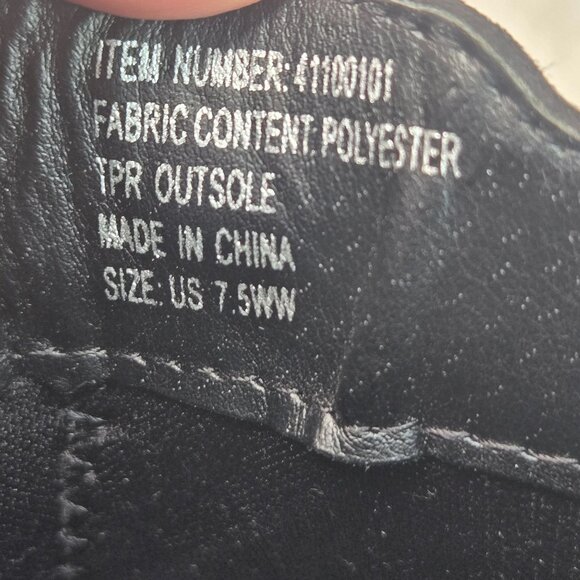 ITEM NUMBER: 41100101
FABRIC CONTENT: POLYESTER
TPR OUTSOLE
MADE IN CHINA
SIZE: US 7.5WW